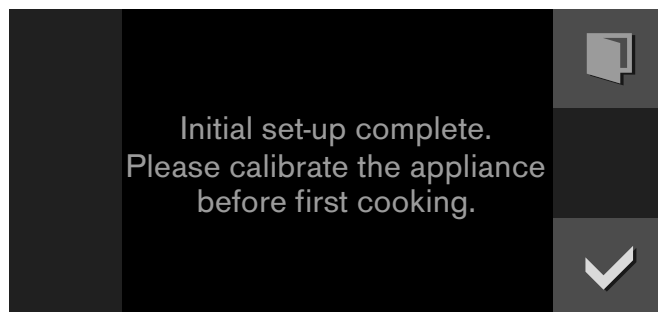 Initial set-up complete.
Please calibrate the appliance
before first cooking.